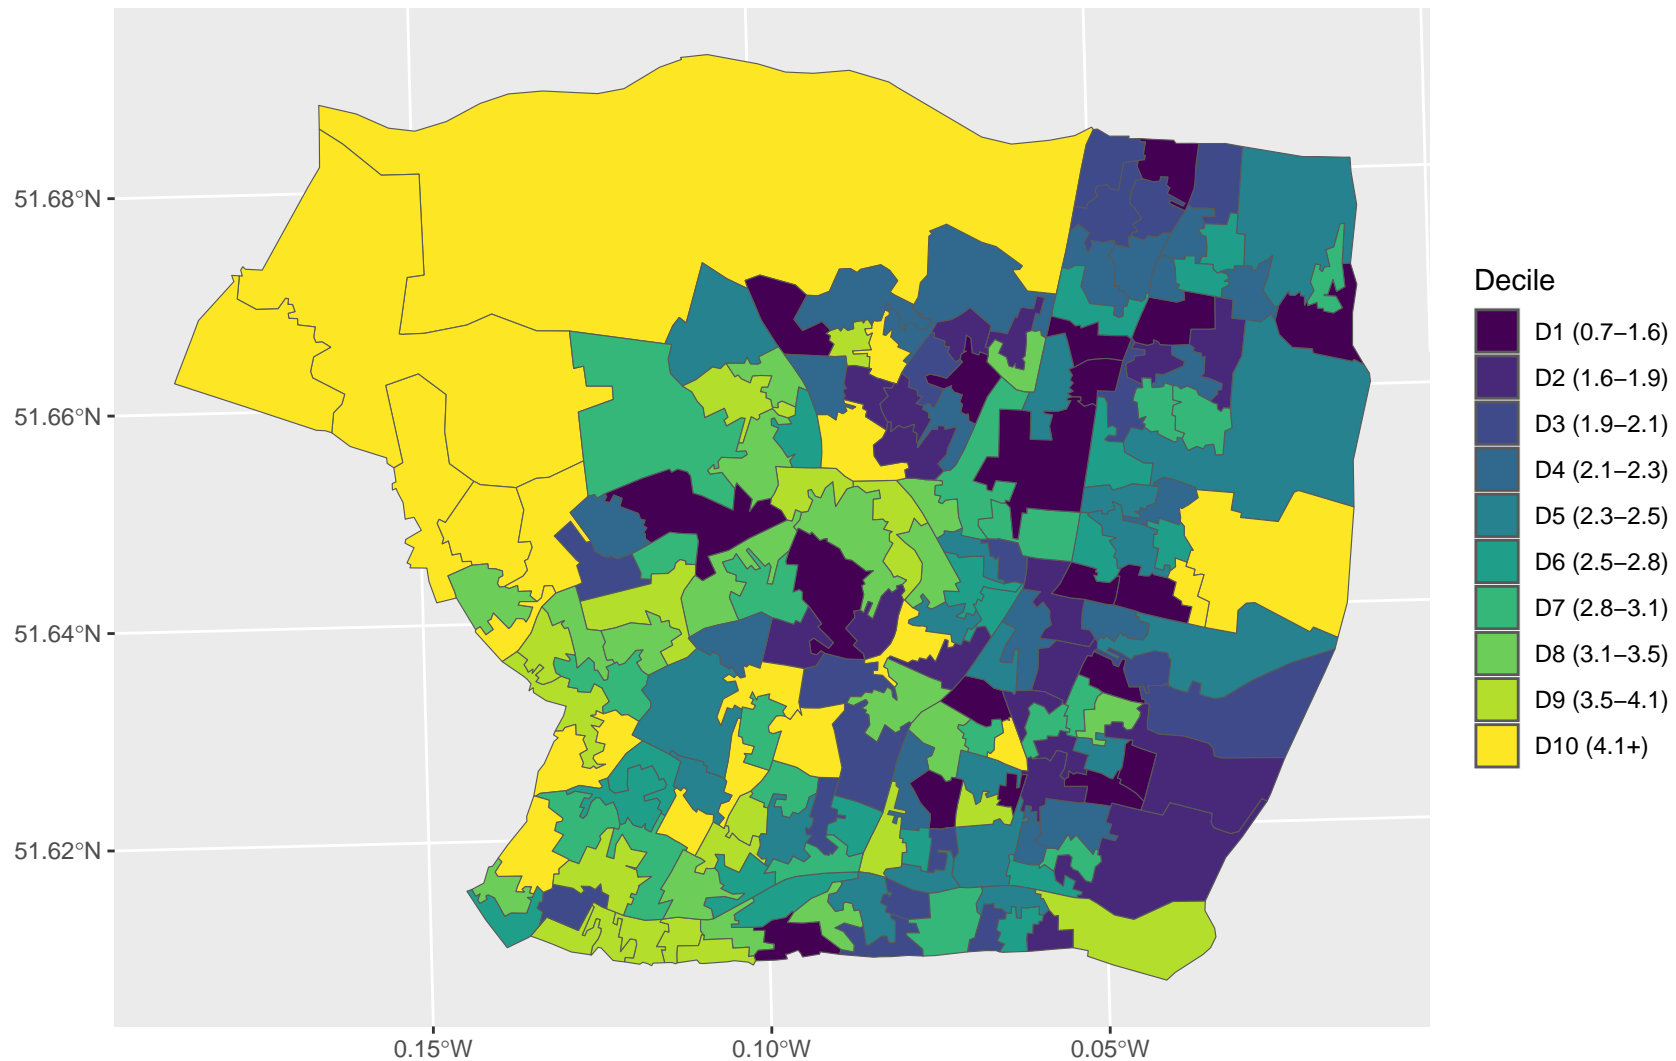 51.68°N
51.66°N
51.64°N
51.62°N
0.15°W
0.10°W
0.05°W
Decile
D1 (0.7–1.6)
D2 (1.6–1.9)
D3 (1.9–2.1)
D4 (2.1–2.3)
D5 (2.3–2.5)
D6 (2.5–2.8)
D7 (2.8–3.1)
D8 (3.1–3.5)
D9 (3.5–4.1)
D10 (4.1+)